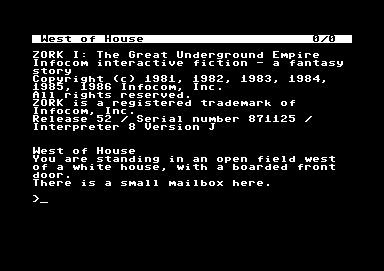 West of House 0/0
ZORK I: The Great Underground Empire
Infocom interactive fiction - a fantasy
story
Copyright (c) 1981, 1982, 1983, 1984,
1985, 1986 Infocom, Inc.
All rights reserved.
ZORK is a registered trademark of
Infocom, Inc.
Release 52 / Serial number 871125 /
Interpreter 8 Version J
West of House
You are standing in an open field west
of a white house, with a boarded front
door.
There is a small mailbox here.
>_